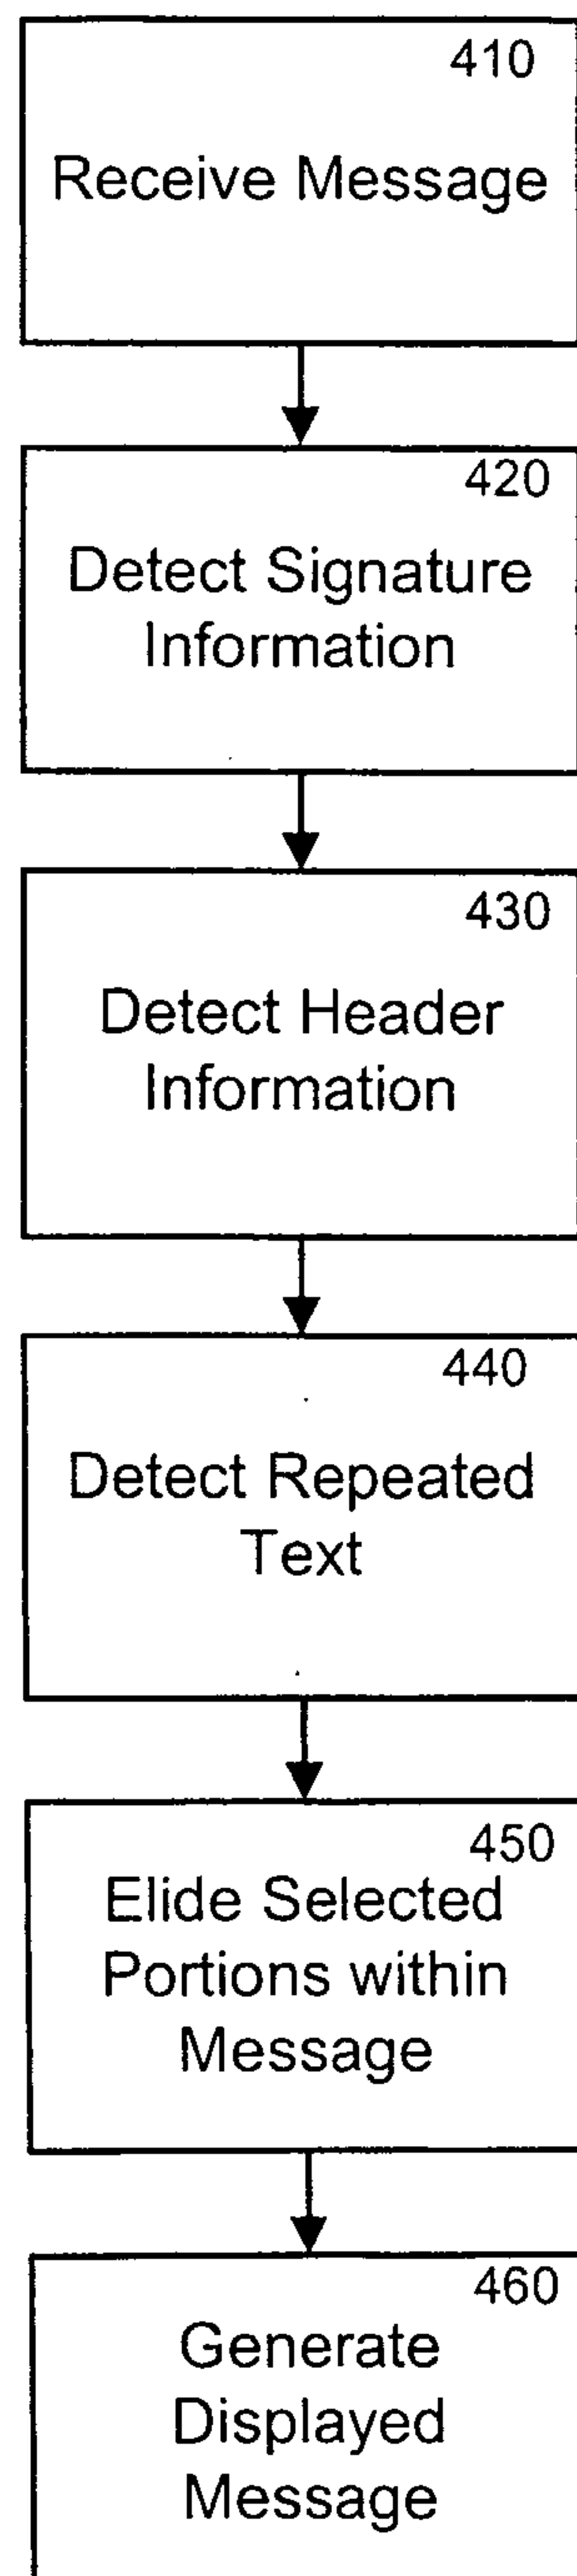 410
Receive Message
420
Detect Signature
Information
430
Detect Header
Information
440
Detect Repeated
Text
450
Elide Selected
Portions within
Message
460
Generate
Displayed
Message